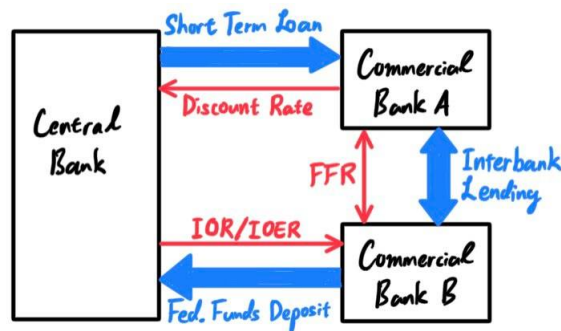 Short Term Loan
Central
Bank
Commercial
Bank A
Discount Rate
FFR
Interbank
Lending
IOR/IOER
Commercial
Bank B
Fed. Funds Deposit